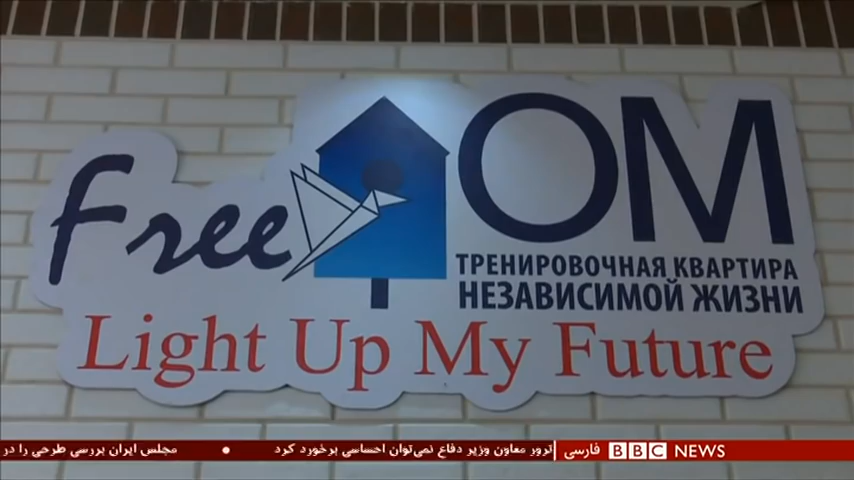 Free OM
ТРЕНИРОВОЧНАЯ КВАРТИРА
НЕЗАВИСИМОЙ ЖИЗНИ
Light Up My Future
مجلس ایران بررسی طرحی را در • ترور معاون وزیر دفاع نمی‌توان احساسی برخورد کرد فارسی BBC NEWS